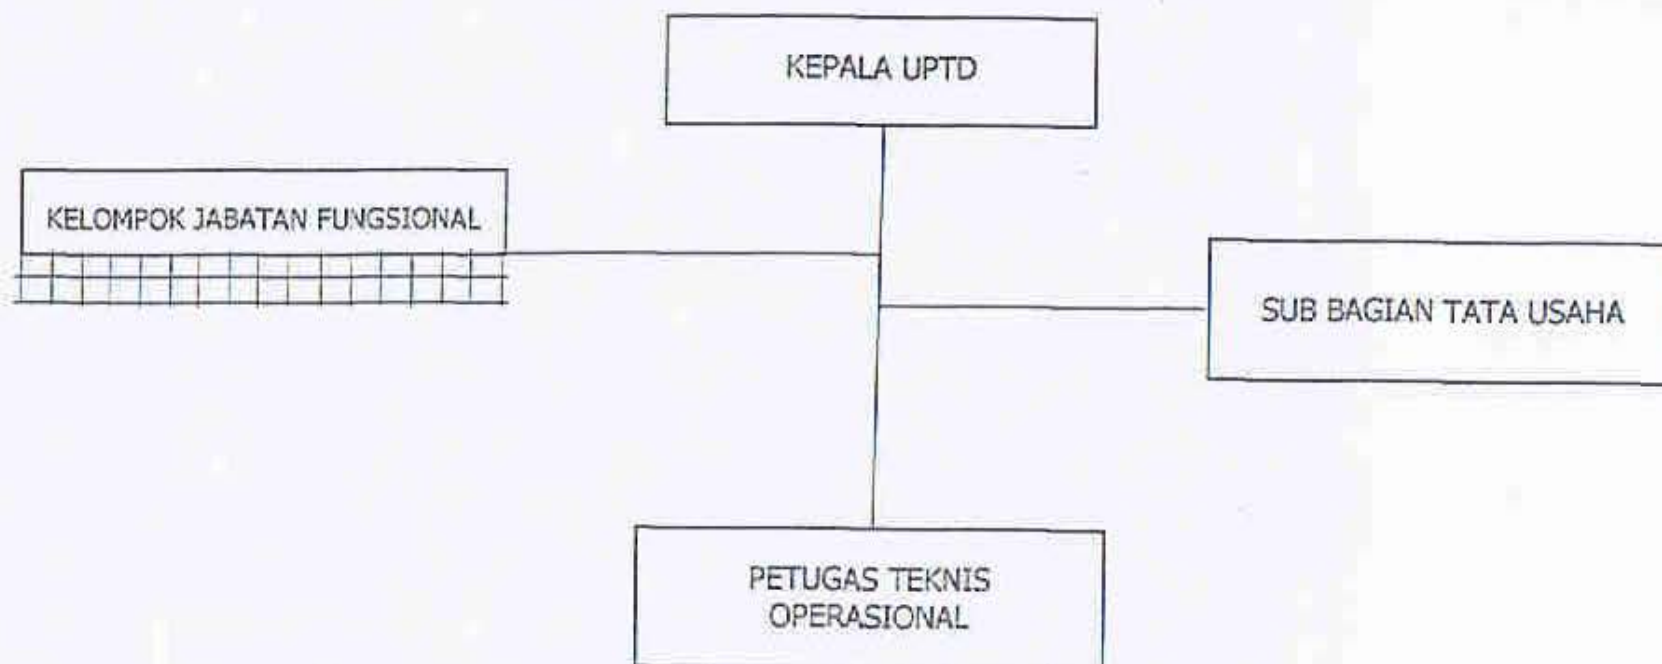 KEPALA UPTD
KELOMPOK JABATAN FUNGSIONAL
SUB BAGIAN TATA USAHA
PETUGAS TEKNIS
OPERASIONAL